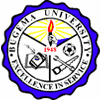 BUGEMA UNIVERSITY
1948
EXCELLENCE IN SERVICE